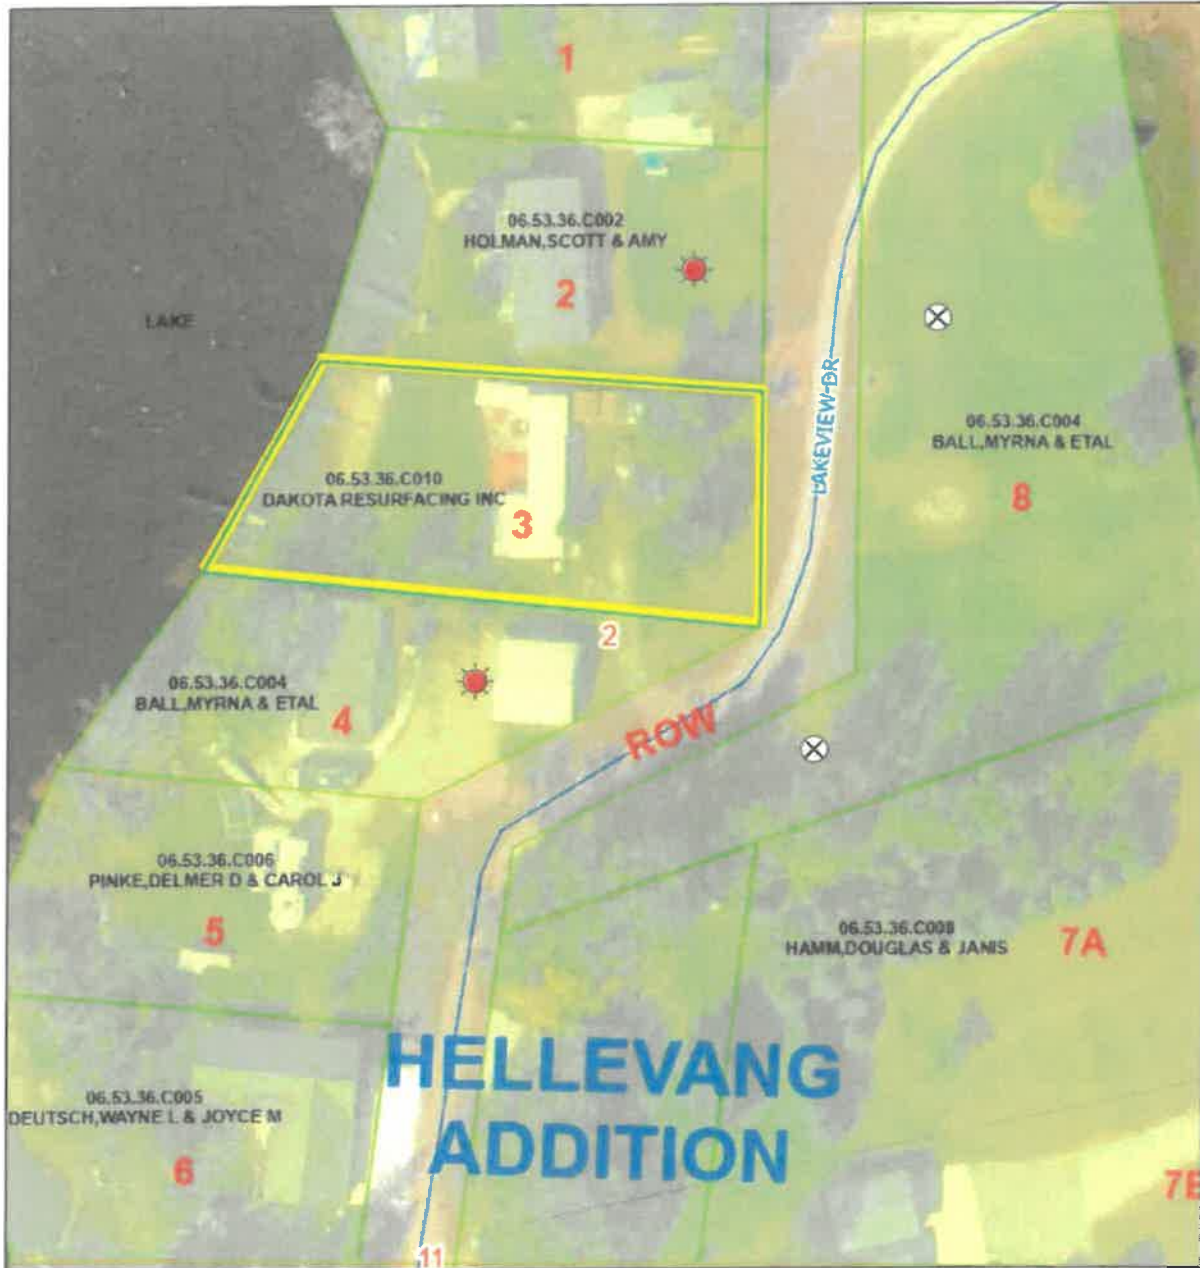 1
06.53.36.C002
HOLMAN,SCOTT & AMY
2
LAKE
LAKEVIEW-DR
06.53.36.C004
BALL,MYRNA & ETAL
8
06.53.36.C010
DAKOTA RESURFACING INC
3
2
06.53.36.C004
BALL,MYRNA & ETAL
4
ROW
06.53.36.C006
PINKE,DELMER D & CAROL J
5
06.53.36.C008
HAMM,DOUGLAS & JANIS
7A
HELLEVANG
ADDITION
06.53.36.C005
DEUTSCH,WAYNE L & JOYCE M
6
7B
11